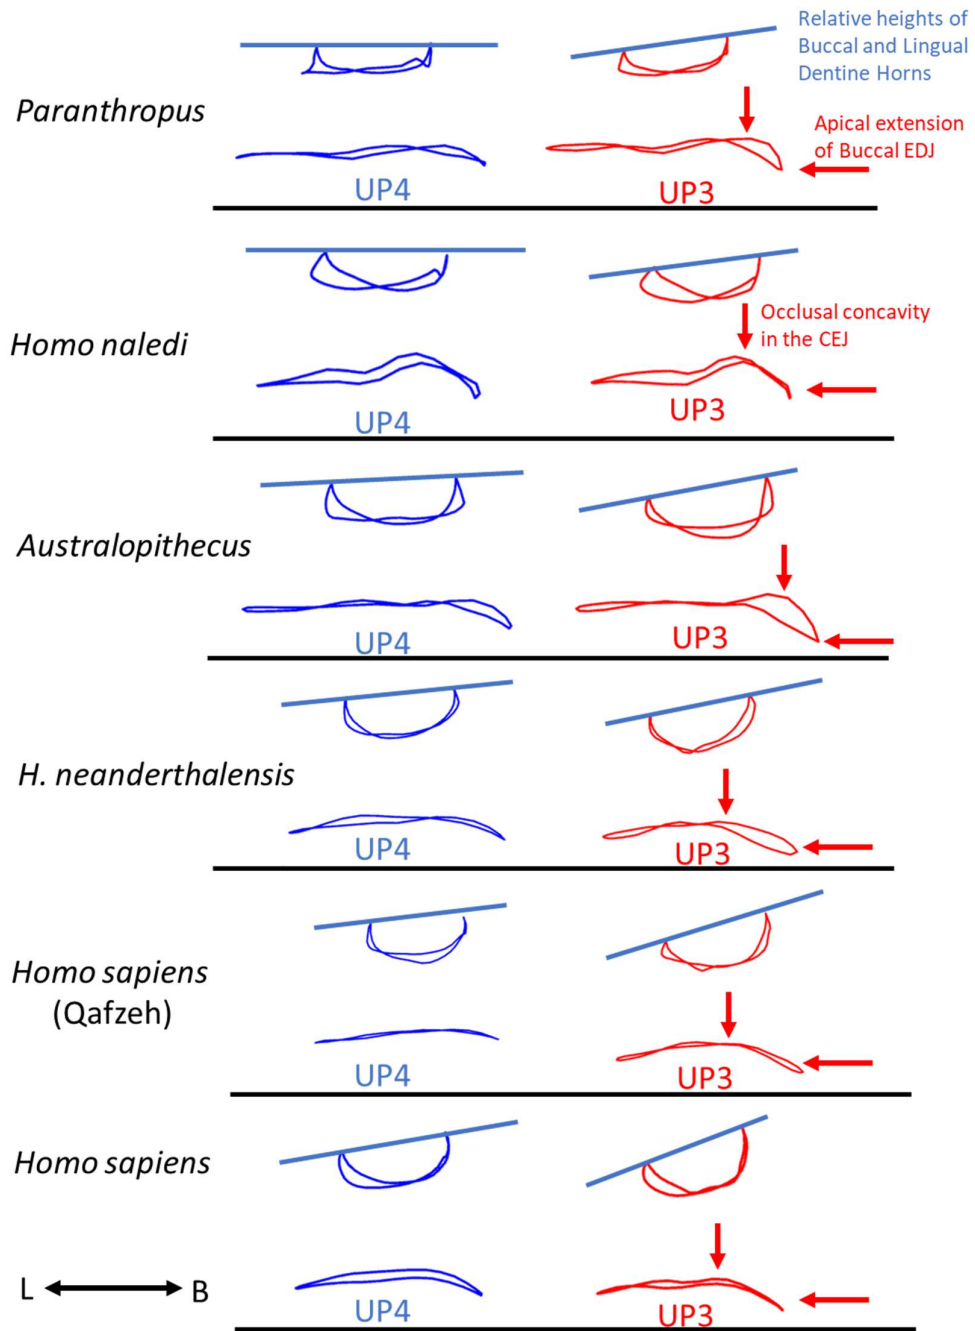 Relative heights of
Buccal and Lingual
Dentine Horns
Paranthropus
Apical extension
of Buccal EDJ
UP4
UP3
Homo naledi
Occlusal concavity
in the CEJ
UP4
UP3
Australopithecus
UP4
UP3
H. neanderthalensis
UP4
UP3
Homo sapiens
(Qafzeh)
UP4
UP3
Homo sapiens
L
B
UP4
UP3